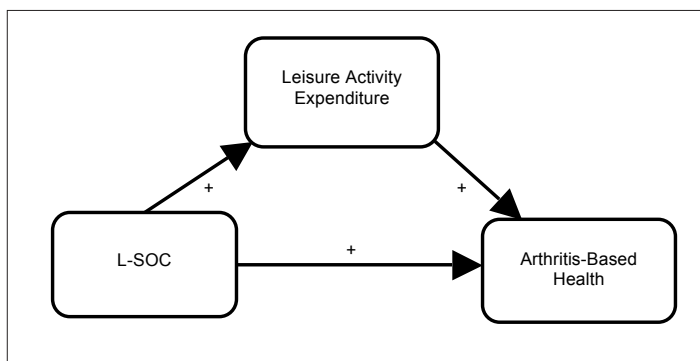 Leisure Activity
Expenditure
+
+
L-SOC
+
Arthritis-Based
Health